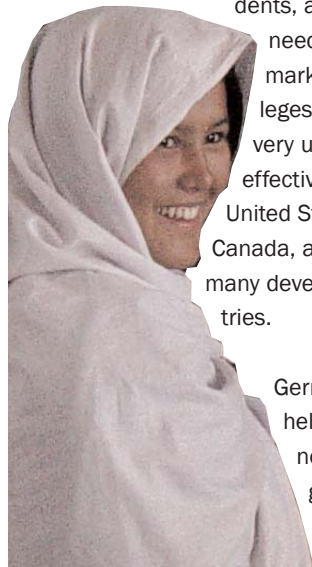 dents, a
need
mark
leges
very u
effectiv
United St
Canada, a
many deve
tries.
Gern
hel
ne
g